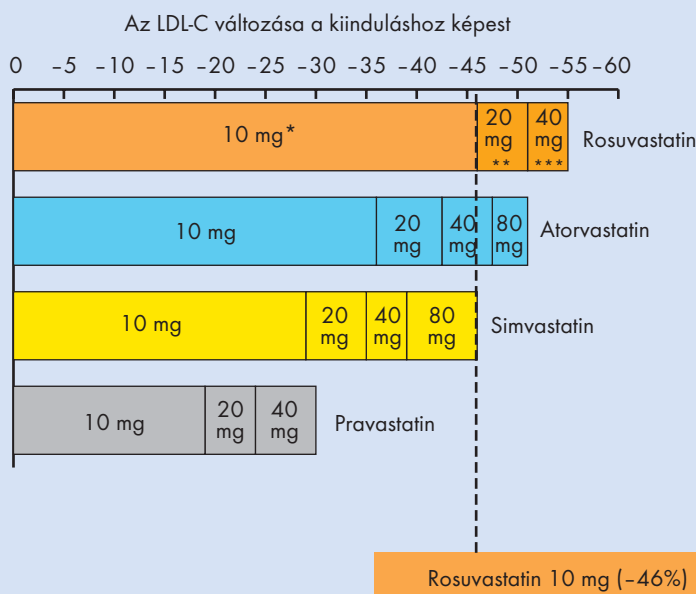 Az LDL-C változása a kiinduláshoz képest
0 –5 –10 –15 –20 –25 –30 –35 –40 –45 –50 –55 –60
10 mg*
20
mg
**
40
mg
***
Rosuvastatin
10 mg
20
mg
40
mg
80
mg
Atorvastatin
10 mg
20
mg
40
mg
80
mg
Simvastatin
10 mg
20
mg
40
mg
Pravastatin
Rosuvastatin 10 mg (–46%)